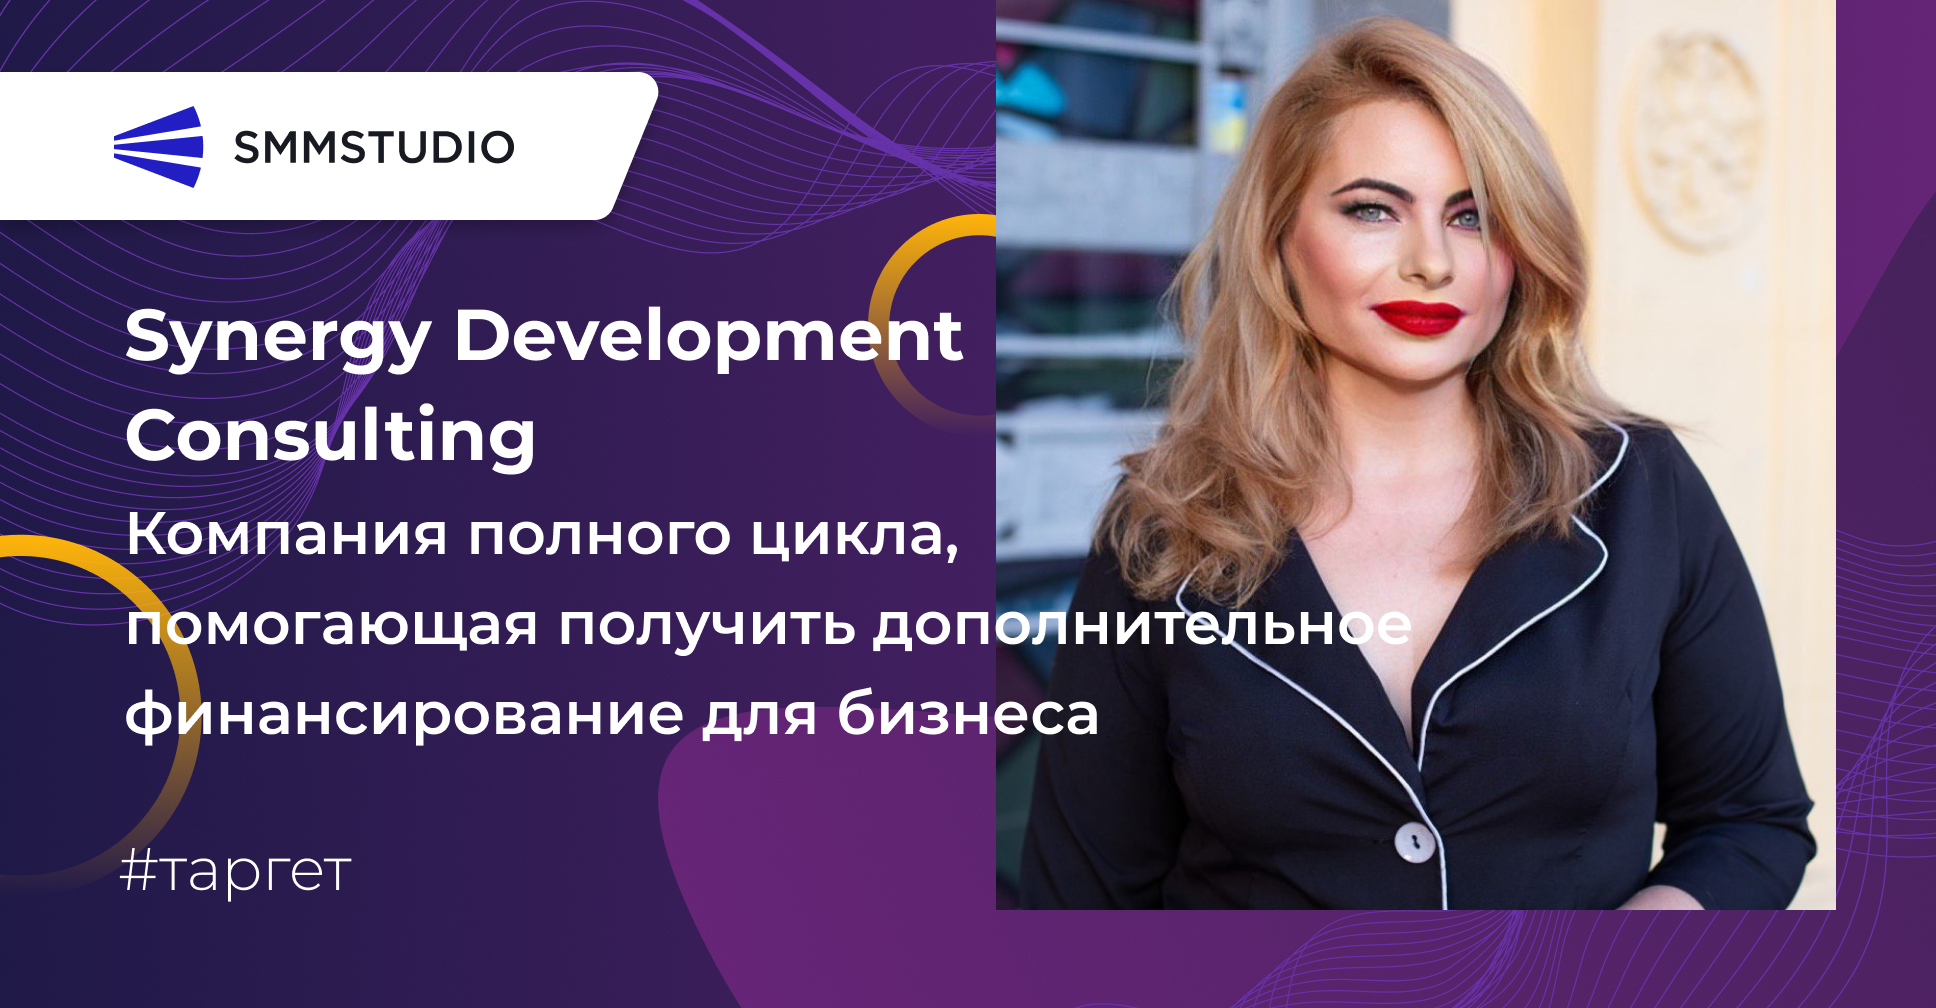 SMMSTUDIO
Synergy Development
Consulting
Компания полного цикла,
помогающая получить дополнительное
финансирование для бизнеса
#таргет